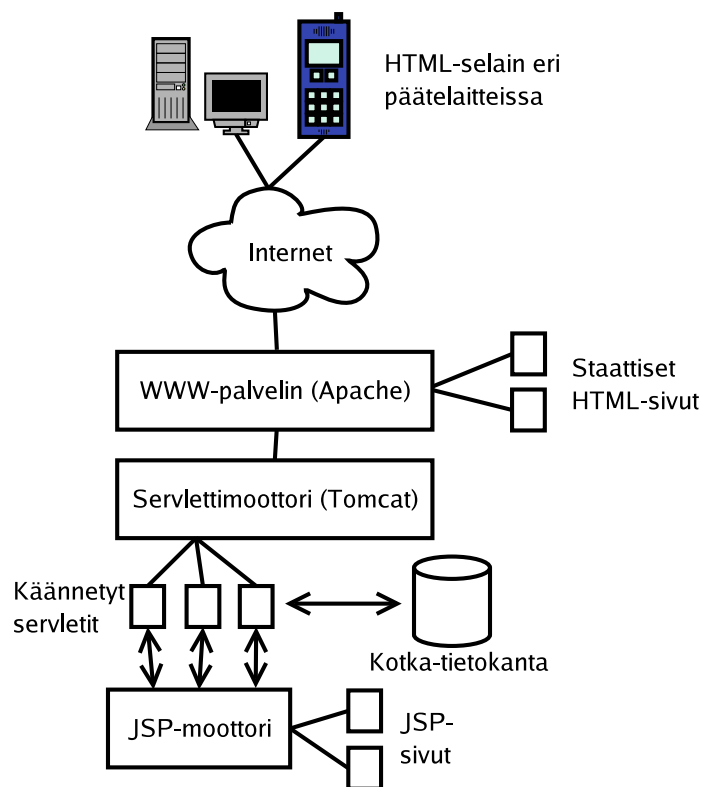 HTML-selain eri
päätelaitteissa
Internet
WWW-palvelin (Apache)
Staattiset
HTML-sivut
Servlettimoottori (Tomcat)
Käännetyt
servletit
Kotka-tietokanta
JSP-moottori
JSP-
sivut